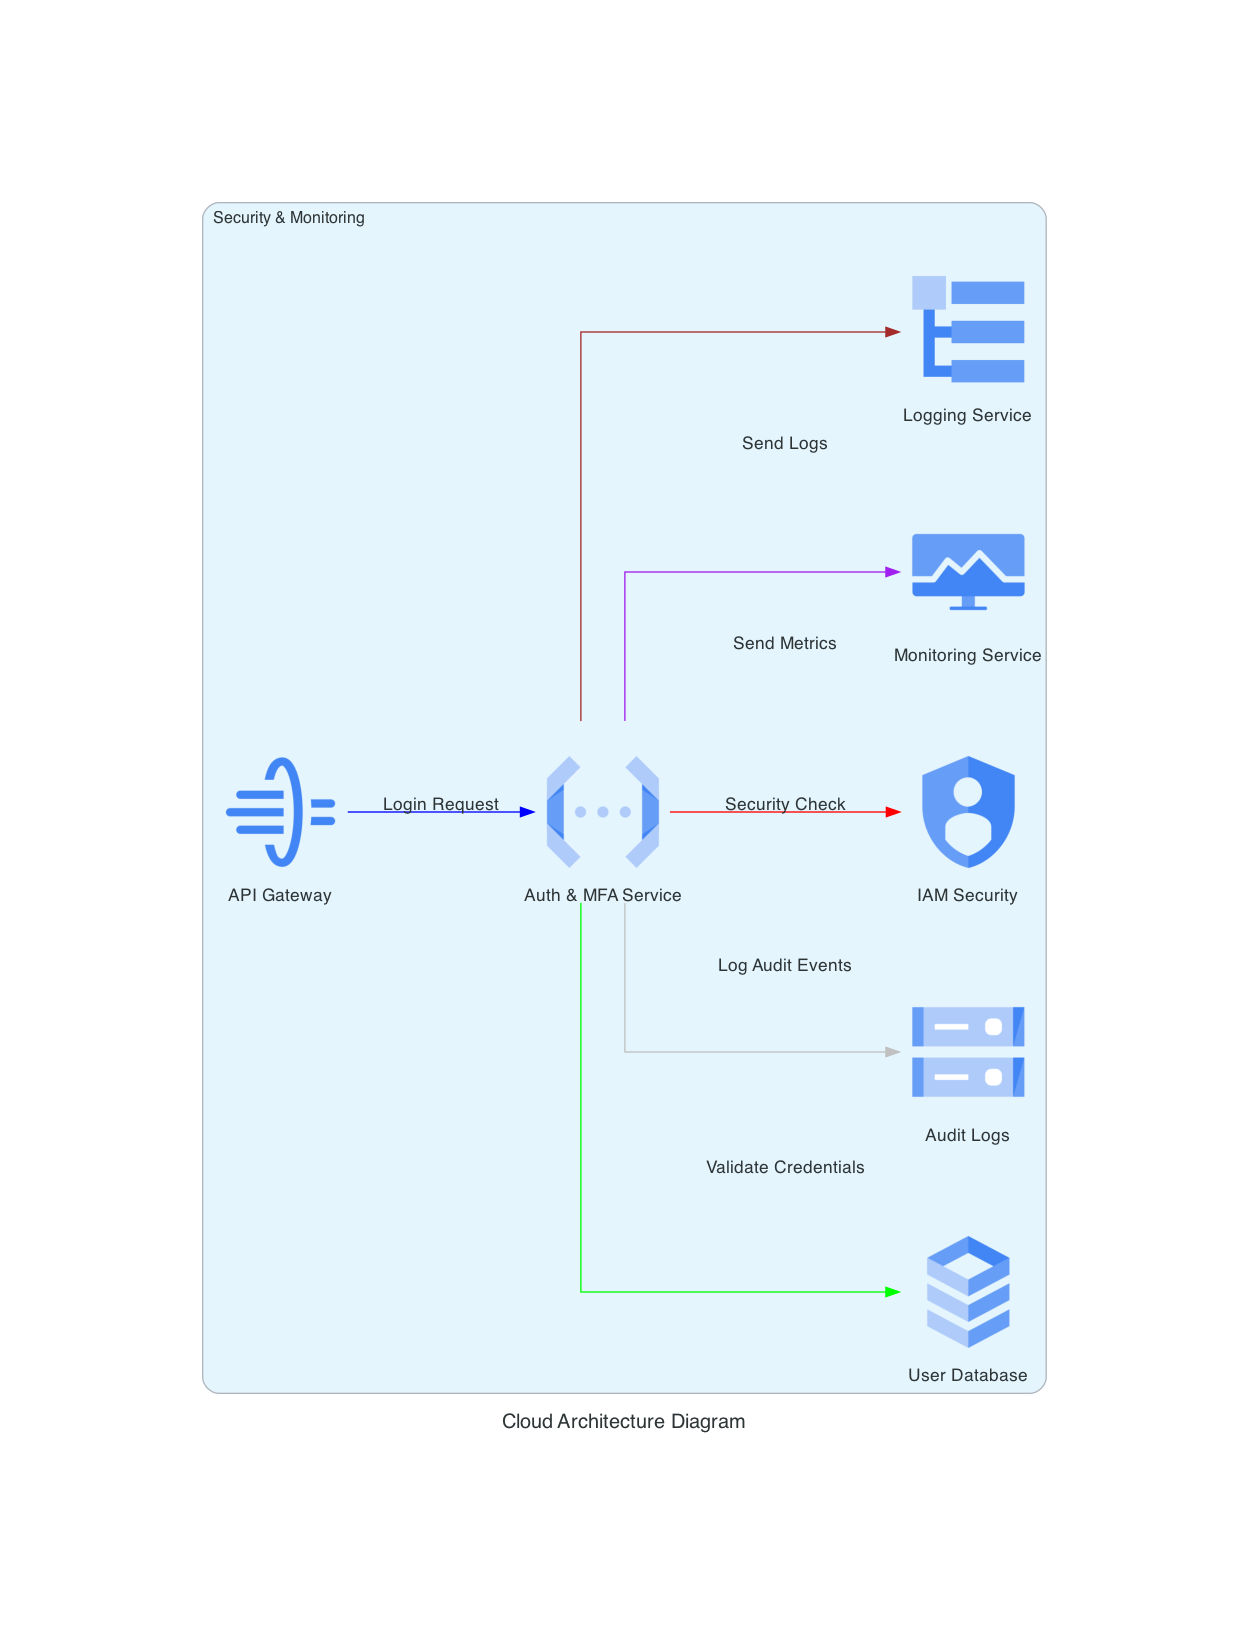 Security & Monitoring
Logging Service
Send Logs
Send Metrics
Monitoring Service
Login Request
Security Check
API Gateway
Auth & MFA Service
IAM Security
Log Audit Events
Audit Logs
Validate Credentials
User Database
Cloud Architecture Diagram